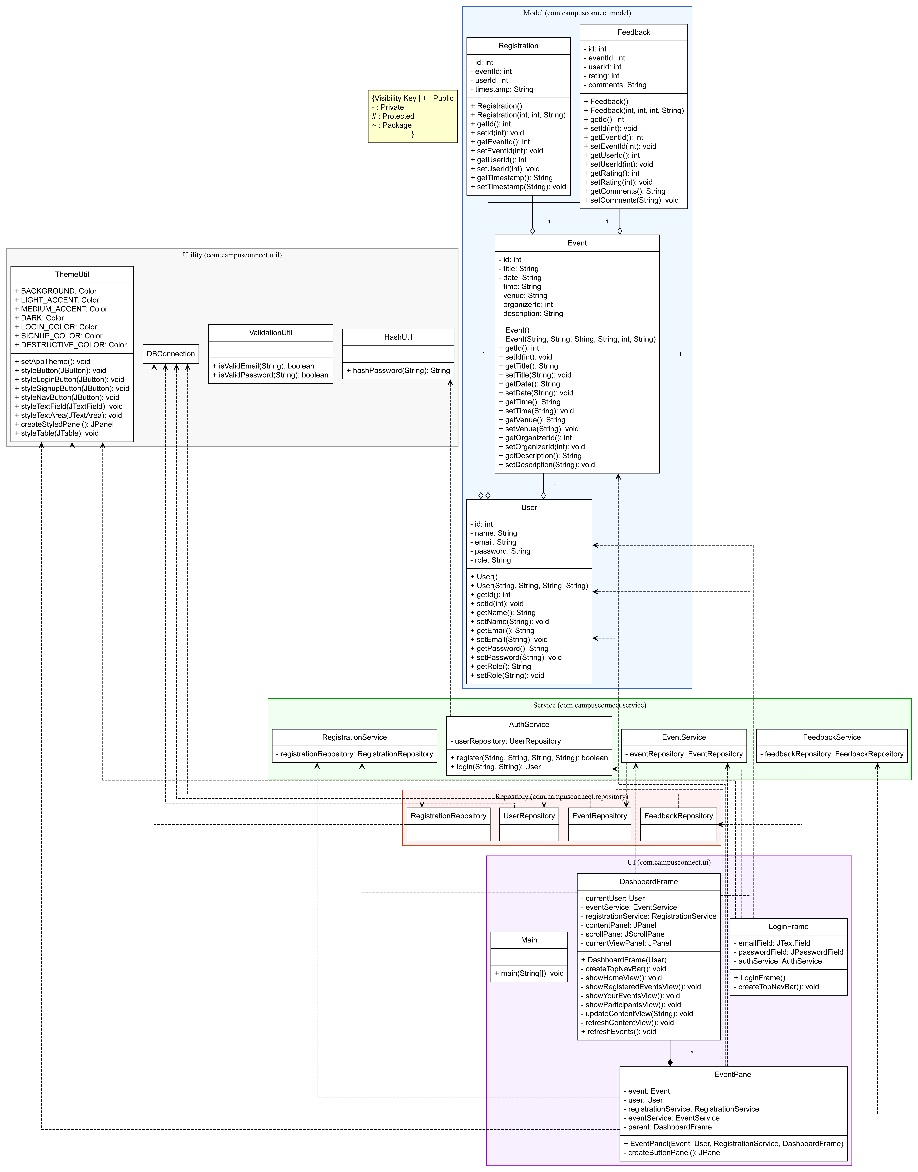 Model (com.campusconnect.model)
Registration
- id: int
- eventId: int
- userId: int
- timestamp: String
+ Registration()
+ Registration(int, int, String)
+ getId(): int
+ setId(int): void
+ getEventId(): int
+ setEventId(int): void
+ getUserId(): int
+ setUserId(int): void
+ getTimestamp(): String
+ setTimestamp(String): void
Feedback
- id: int
- eventId: int
- userId: int
- rating: int
- comments: String
+ Feedback()
+ Feedback(int, int, int, String)
+ getId(): int
+ setId(int): void
+ getEventId(): int
+ setEventId(int): void
+ getUserId(): int
+ setUserId(int): void
+ getRating(): int
+ setRating(int): void
+ getComments(): String
+ setComments(String): void
{Visibility Key | + : Public
- : Private
# : Protected
~ : Package
}
Event
- id: int
- title: String
- date: String
- time: String
- venue: String
- organizerId: int
- description: String
+ Event()
+ Event(String, String, String, String, int, String)
+ getId(): int
+ setId(int): void
+ getTitle(): String
+ setTitle(String): void
+ getDate(): String
+ setDate(String): void
+ getTime(): String
+ setTime(String): void
+ getVenue(): String
+ setVenue(String): void
+ getOrganizerId(): int
+ setOrganizerId(int): void
+ getDescription(): String
+ setDescription(String): void
Utility (com.campusconnect.util)
ThemeUtil
+ BACKGROUND: Color
+ LIGHT_ACCENT: Color
+ MEDIUM_ACCENT: Color
+ DARK: Color
+ LOGIN_COLOR: Color
+ SIGNUP_COLOR: Color
+ DESTRUCTIVE_COLOR: Color
+ setAppTheme(): void
+ styleButton(JButton): void
+ styleLoginButton(JButton): void
+ styleSignupButton(JButton): void
+ styleNavButton(JButton): void
+ styleTextField(JTextField): void
+ styleTextArea(JTextArea): void
+ createStyledPanel(): JPanel
+ styleTable(JTable): void
DBConnection
ValidationUtil
+ isValidEmail(String): boolean
+ isValidPassword(String): boolean
HashUtil
+ hashPassword(String): String
User
- id: int
- name: String
- email: String
- password: String
- role: String
+ User()
+ User(String, String, String, String)
+ getId(): int
+ setId(int): void
+ getName(): String
+ setName(String): void
+ getEmail(): String
+ setEmail(String): void
+ getPassword(): String
+ setPassword(String): void
+ getRole(): String
+ setRole(String): void
Service (com.campusconnect.service)
RegistrationService
- registrationRepository: RegistrationRepository
AuthService
- userRepository: UserRepository
+ register(String, String, String, String): boolean
+ login(String, String): User
EventService
- eventRepository: EventRepository
FeedbackService
- feedbackRepository: FeedbackRepository
Repository (com.campusconnect.repository)
RegistrationRepository
UserRepository
EventRepository
FeedbackRepository
UI (com.campusconnect.ui)
DashboardFrame
- currentUser: User
- eventService: EventService
- registrationService: RegistrationService
- contentPanel: JPanel
- scrollPane: JScrollPane
- currentViewPanel: JPanel
+ DashboardFrame(User)
- createTopNavBar(): void
- showHomeView(): void
- showRegisteredEventsView(): void
- showYourEventsView(): void
- showParticipantsView(): void
- updateContentView(String): void
- refreshContentView(): void
+ refreshEvents(): void
Main
+ main(String[]): void
LoginFrame
- emailField: JTextField
- passwordField: JPasswordField
- authService: AuthService
+ LoginFrame()
- createTopNavBar(): void
EventPanel
- event: Event
- user: User
- registrationService: RegistrationService
- eventService: EventService
- parent: DashboardFrame
+ EventPanel(Event, User, RegistrationService, DashboardFrame)
- createButtonPanel(): JPanel